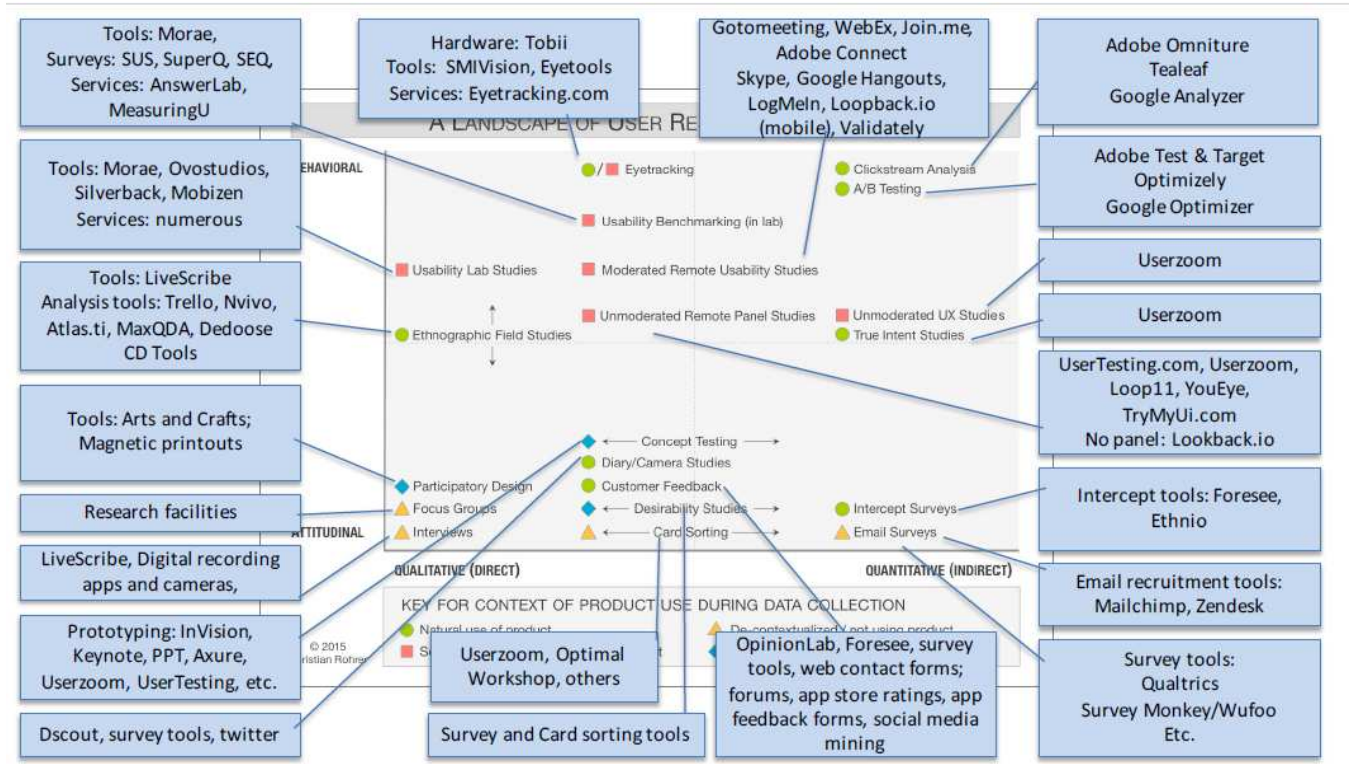 Tools: Morae,
Surveys: SUS, SuperQ, SEQ,
Services: AnswerLab,
MeasuringU
Hardware: Tobii
Tools: SMIVision, Eyetools
Services: Eyetracking.com
Gotomeeting, WebEx, Join.me,
Adobe Connect
Skype, Google Hangouts,
LogMeIn, Loopback.io
(mobile), Validately
Adobe Omniture
Tealeaf
Google Analyzer
A LANDSCAPE OF USER RE
Tools: Morae, Ovostudios,
Silverback, Mobizen
Services: numerous
EHAVIORAL
/ Eyetracking
Clickstream Analysis
A/B Testing
Adobe Test & Target
Optimizely
Google Optimizer
Usability Benchmarking (in lab)
Usability Lab Studies
Moderated Remote Usability Studies
Userzoom
Tools: LiveScribe
Analysis tools: Trello, Nvivo,
Atlas.ti, MaxQDA, Dedoose
CD Tools
Unmoderated Remote Panel Studies
Unmoderated UX Studies
Userzoom
Ethnographic Field Studies
True Intent Studies
UserTesting.com, Userzoom,
Loop11, YouEye,
TryMyUi.com
No panel: Lookback.io
Tools: Arts and Crafts;
Magnetic printouts
Concept Testing
Diary/Camera Studies
Participatory Design
Customer Feedback
Research facilities
Focus Groups
Desirability Studies
Intercept Surveys
Intercept tools: Foresee,
Ethnio
ATTITUDINAL
Interviews
Card Sorting
Email Surveys
LiveScribe, Digital recording
apps and cameras,
QUALITATIVE (DIRECT)
QUANTITATIVE (INDIRECT)
Email recruitment tools:
Mailchimp, Zendesk
KEY FOR CONTEXT OF PRODUCT USE DURING DATA COLLECTION
Natural use of product
De-contextualized / not using product
Prototyping: InVision,
Keynote, PPT, Axure,
Userzoom, UserTesting, etc.
© 2015
ristian Rohrer
Userzoom, Optimal
Workshop, others
OpinionLab, Foresee, survey
tools, web contact forms;
forums, app store ratings, app
feedback forms, social media
mining
Survey tools:
Qualtrics
Survey Monkey/Wufoo
Etc.
Dscout, survey tools, twitter
Survey and Card sorting tools